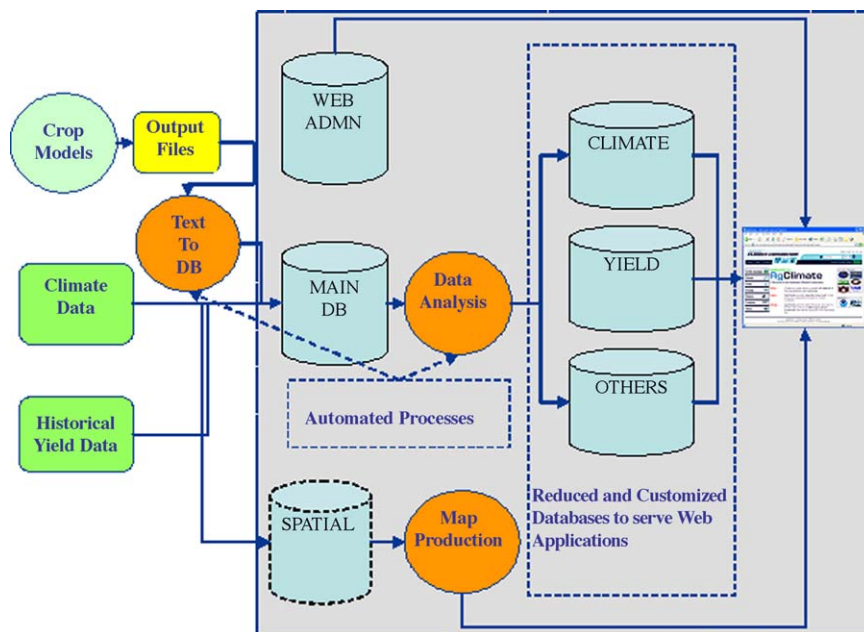 WEB
ADMN
Crop
Models
Output
Files
CLIMATE
Text
To
DB
Climate
Data
MAIN
DB
Data
Analysis
YIELD
AgClimate
Automated Processes
OTHERS
Historical
Yield Data
Reduced and Customized
Databases to serve Web
Applications
SPATIAL
Map
Production